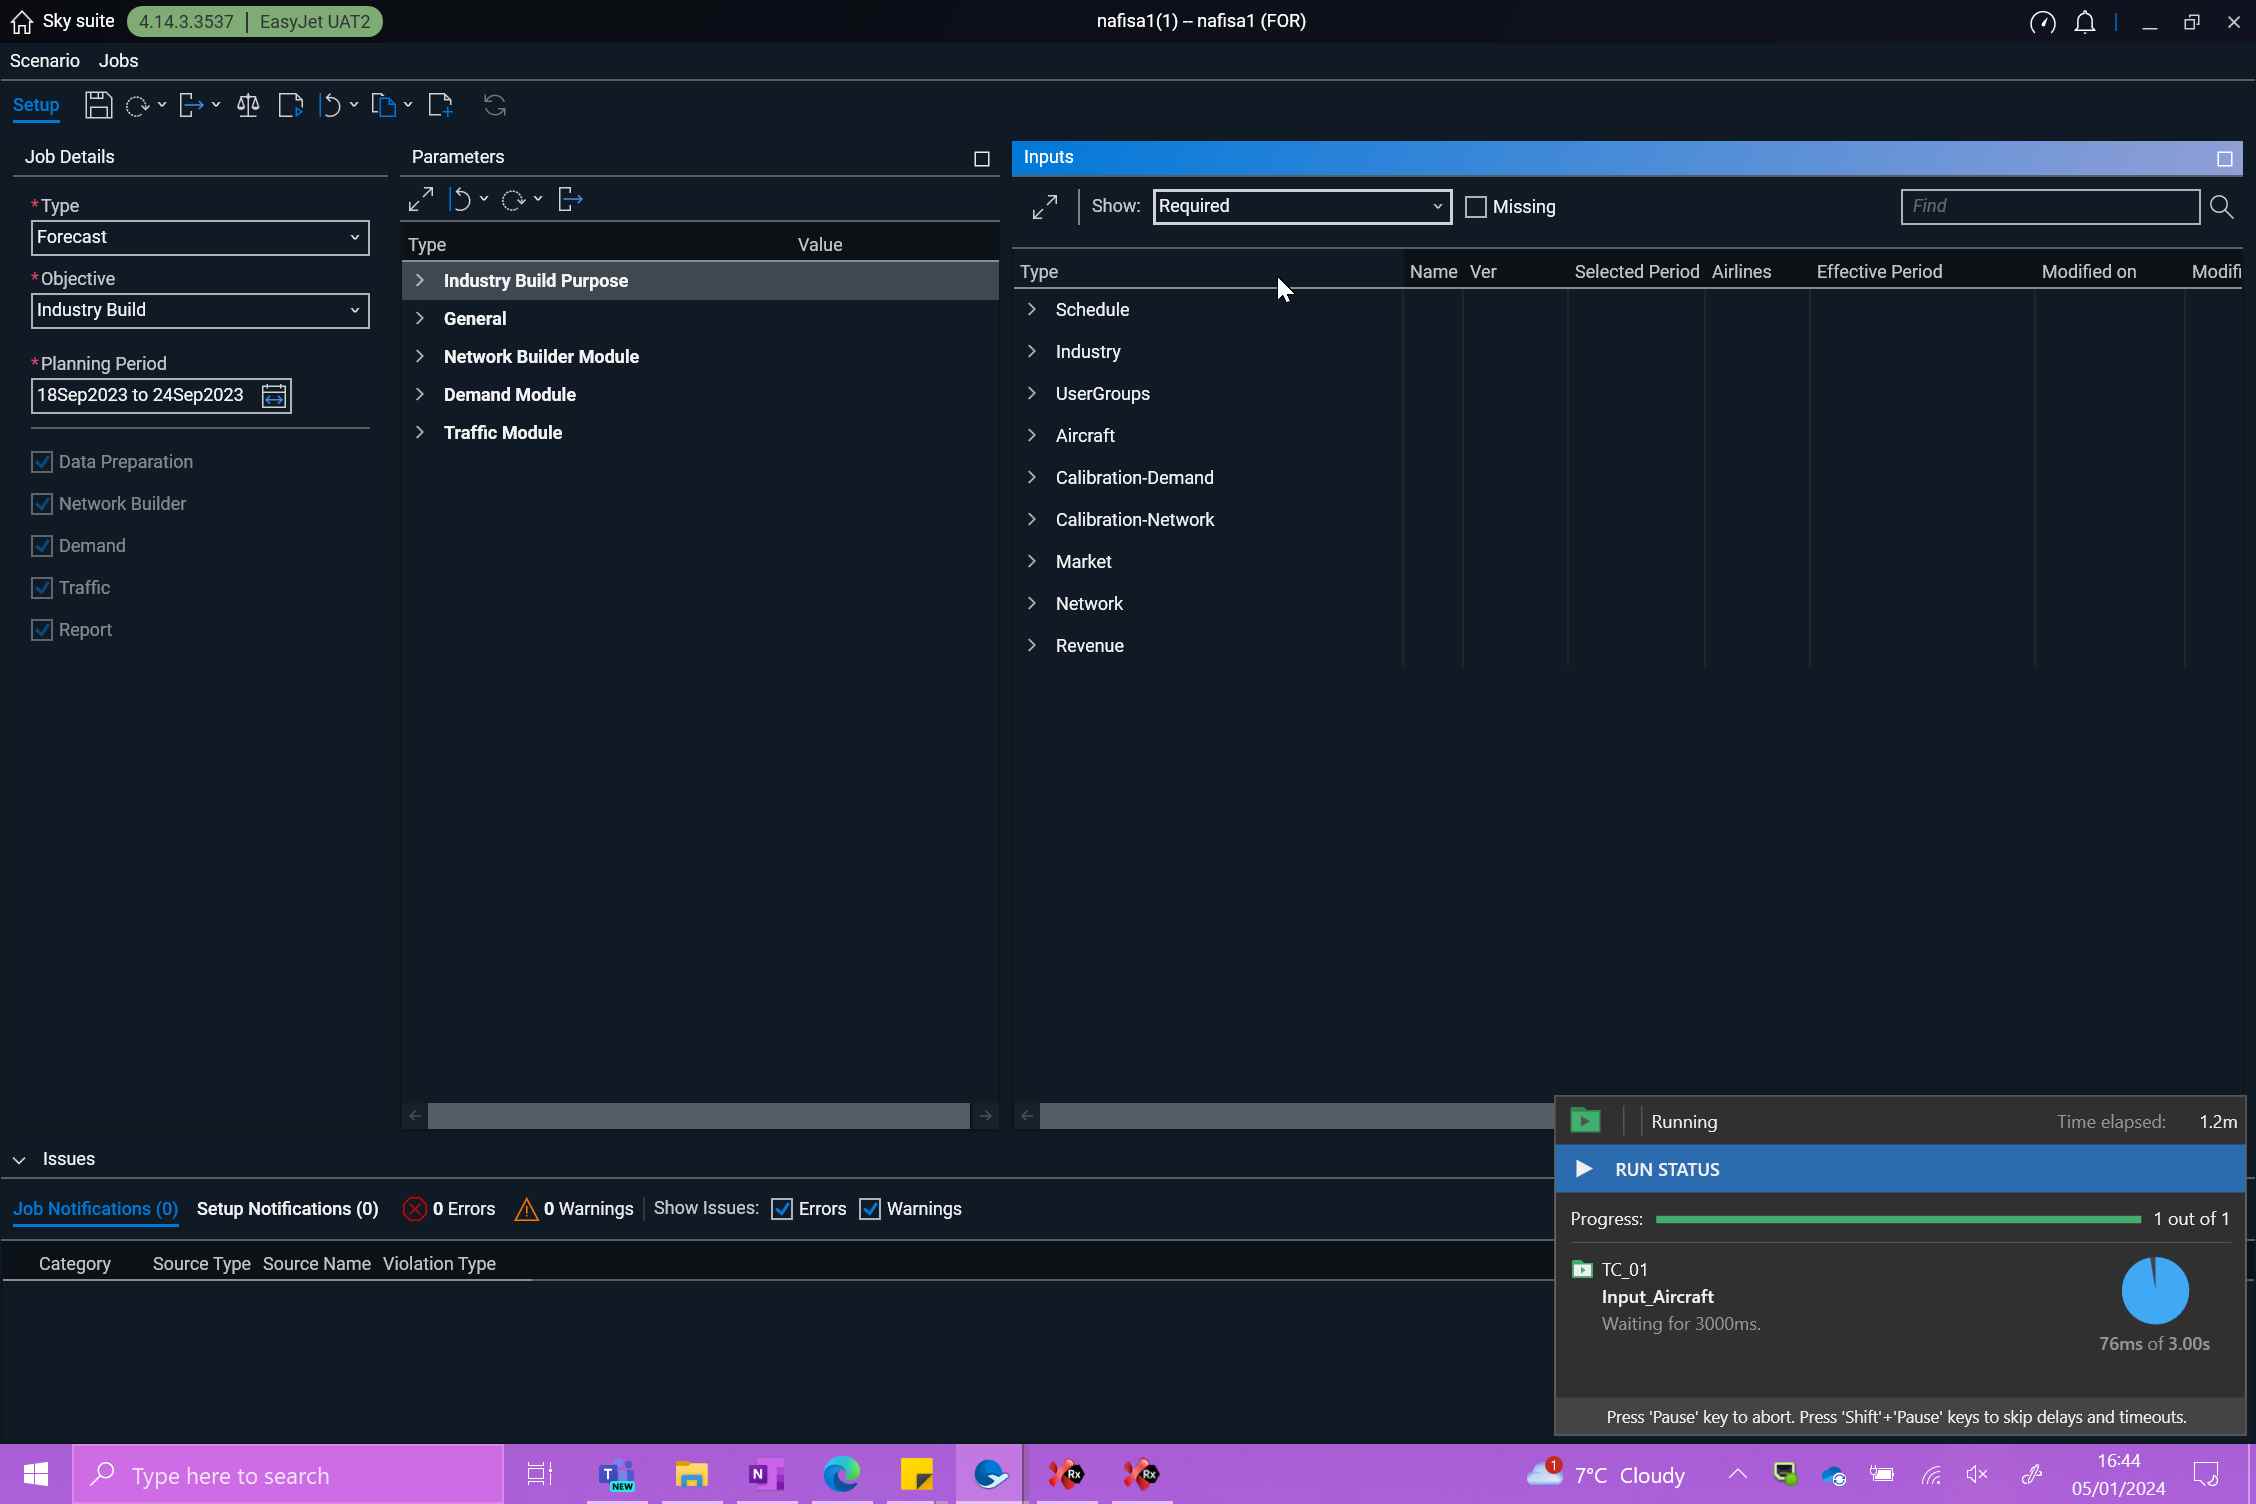 Sky suite 4.14.3.3537 | EasyJet UAT2 nafisa1(1) – nafisa1 (FOR)
Scenario Jobs
Setup
Job Details
*Type
Forecast
*Objective
Industry Build
*Planning Period
18Sep2023 to 24Sep2023
Data Preparation
Network Builder
Demand
Traffic
Report
Parameters
Type Value
Industry Build Purpose
General
Network Builder Module
Demand Module
Traffic Module
Inputs
Show: Required Missing Find
Type Name Ver Selected Period Airlines Effective Period Modified on Modifi
Schedule
Industry
UserGroups
Aircraft
Calibration-Demand
Calibration-Network
Market
Network
Revenue
Issues
Job Notifications (0) Setup Notifications (0) 0 Errors 0 Warnings Show Issues: Errors Warnings
Category Source Type Source Name Violation Type
Running Time elapsed: 1.2m
RUN STATUS
Progress: 1 out of 1
TC_01
Input_Aircraft
Waiting for 3000ms.
76ms of 3.00s
Press 'Pause' key to abort. Press 'Shift'+'Pause' keys to skip delays and timeouts.
Type here to search
T
NEW
N
Rx
Rx
1
7°C Cloudy
16:44
05/01/2024